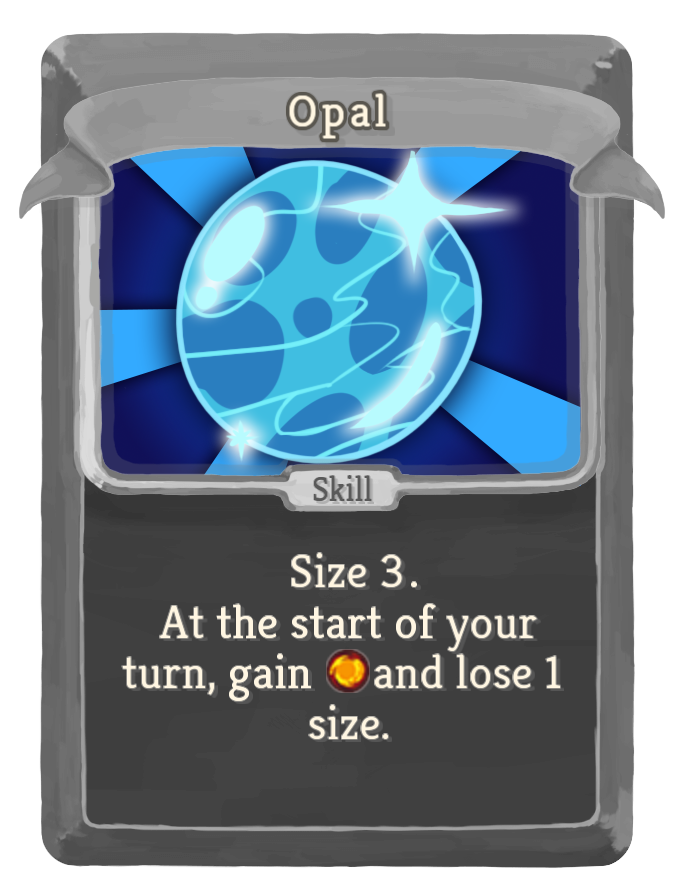 Opal
Skill
Size 3.
At the start of your
turn, gain and lose 1
size.